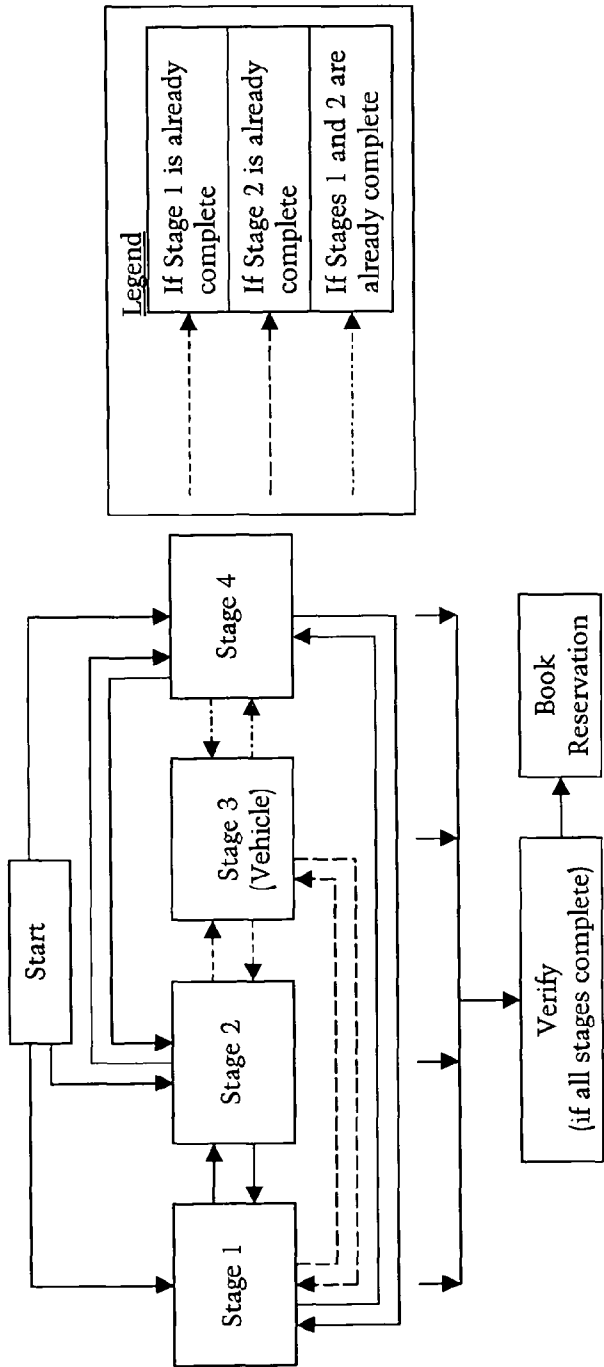 Start
Stage 1
Stage 2
Stage 3
(Vehicle)
Stage 4
Verify
(if all stages complete)
Book
Reservation
Legend
If Stage 1 is already
complete
If Stage 2 is already
complete
If Stages 1 and 2 are
already complete